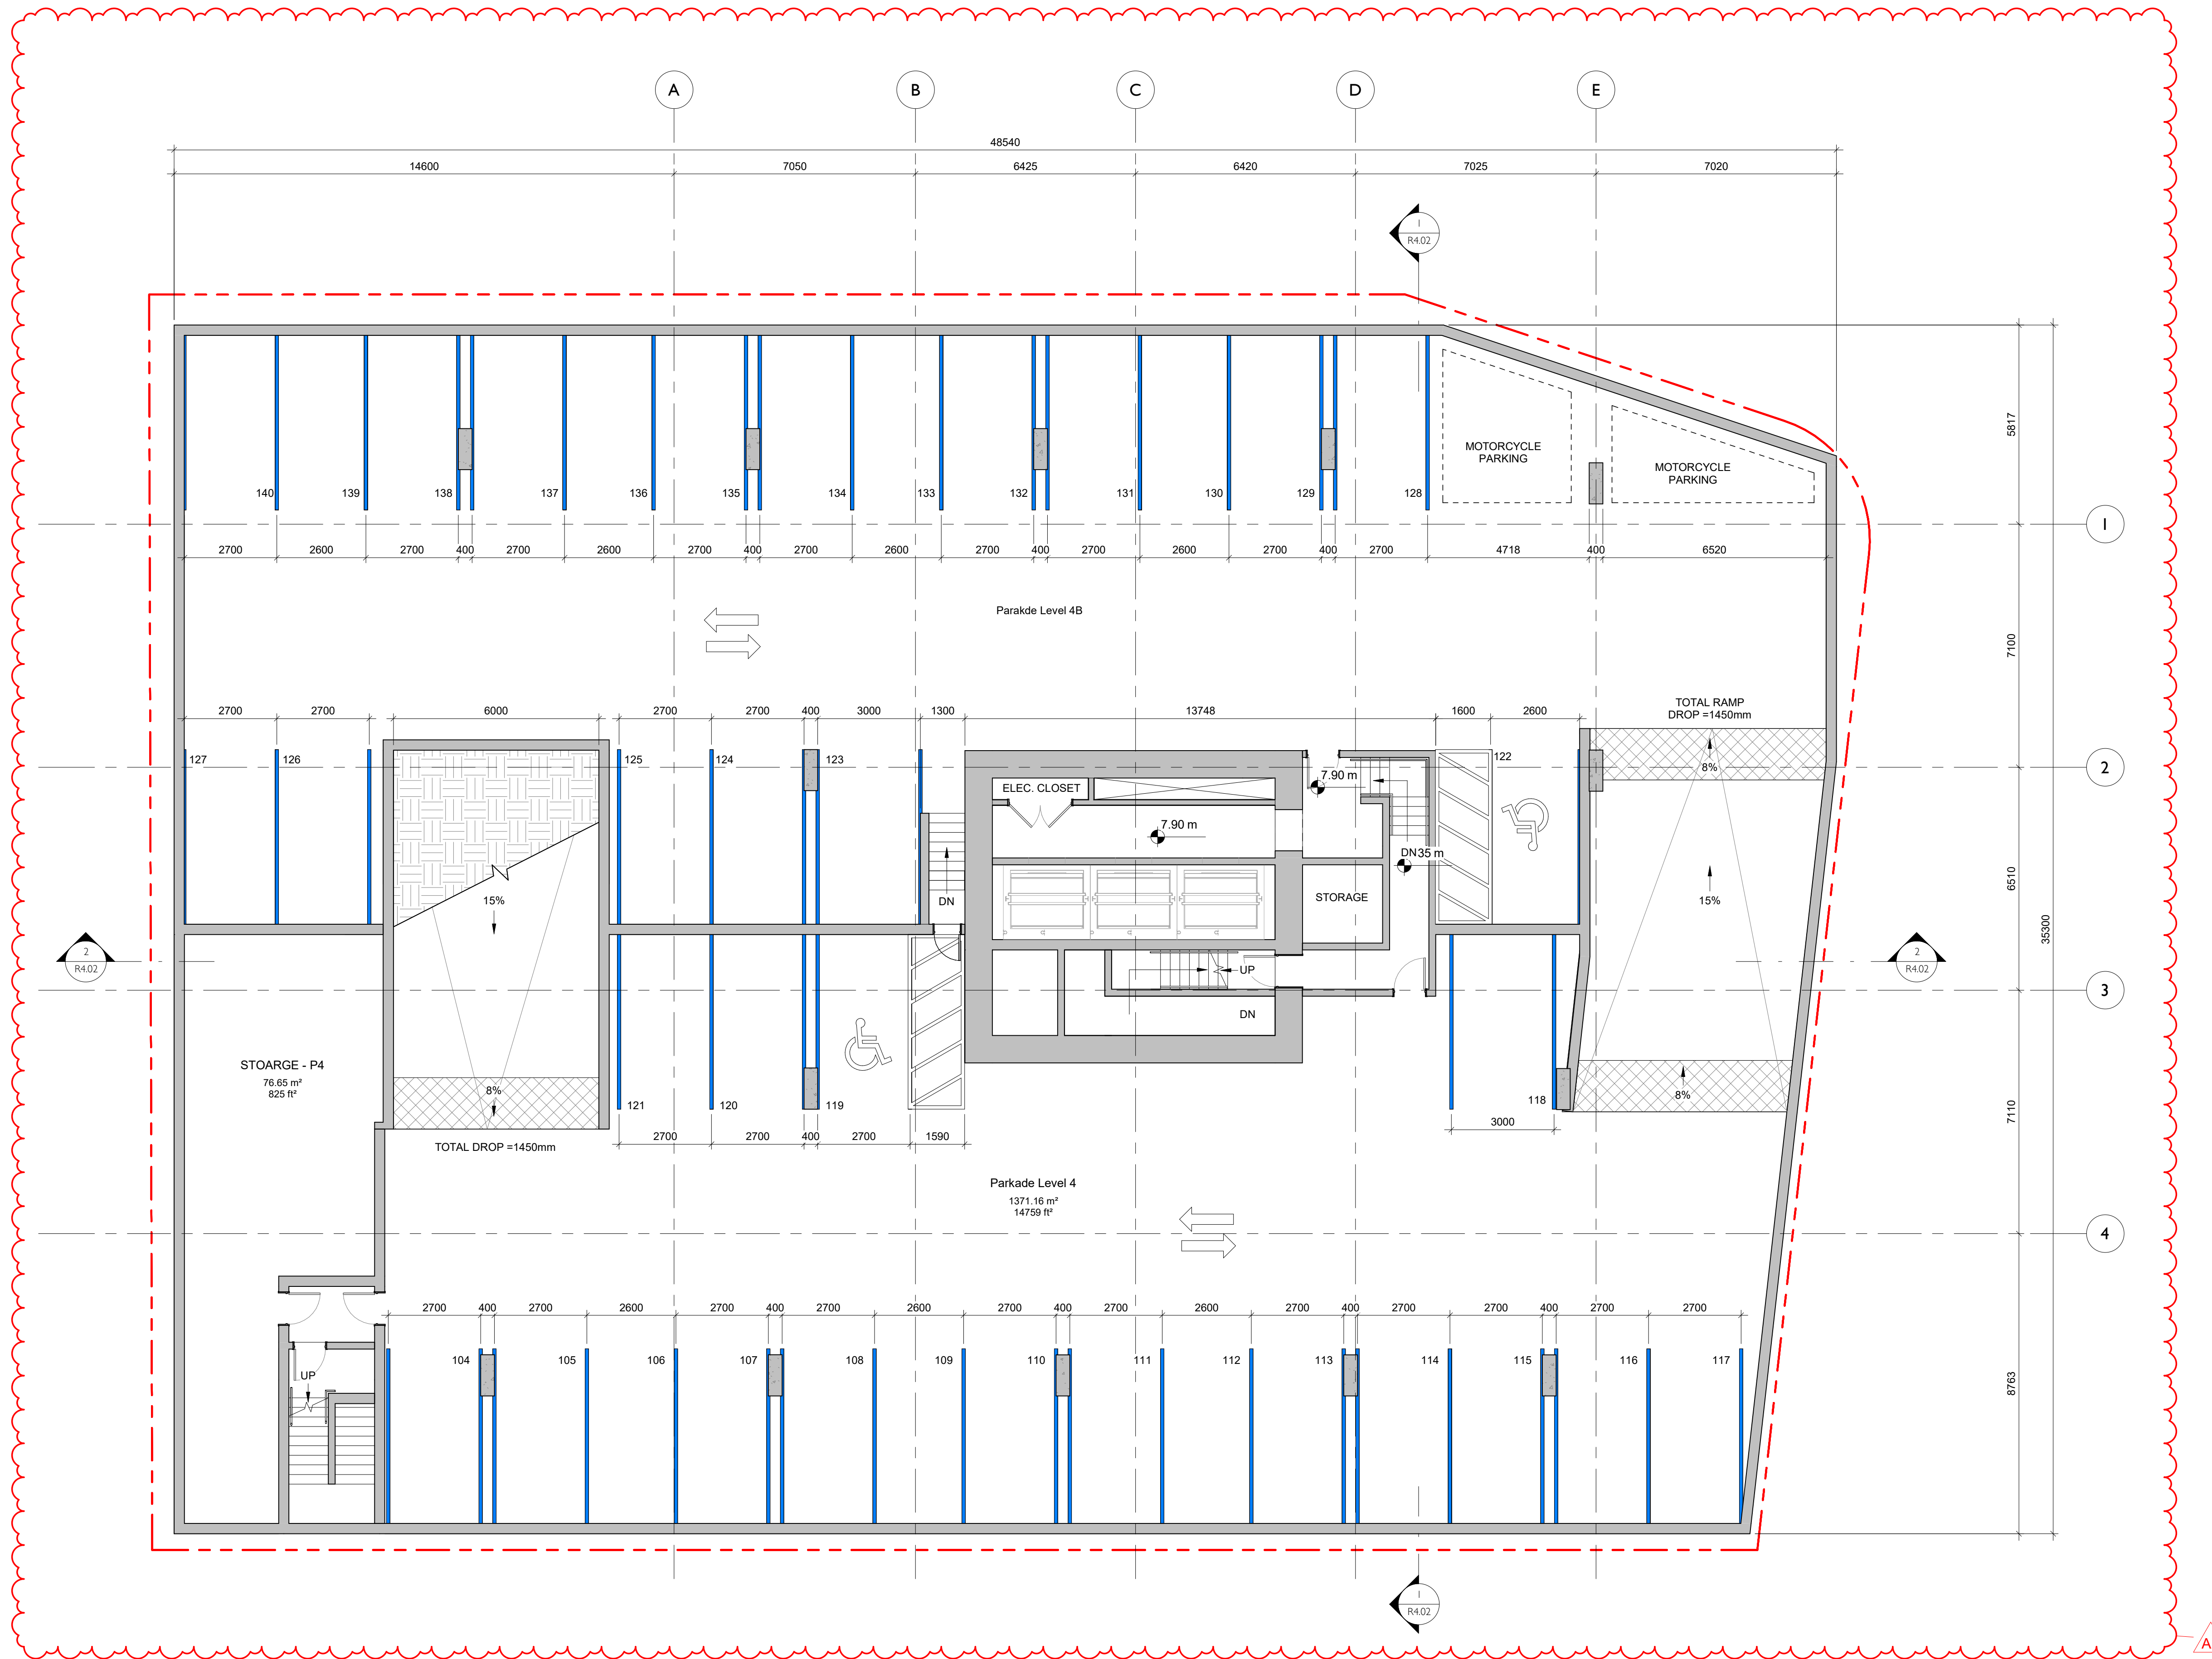 A B C D E
48540
14600 7050 6425 6420 7025 7020
1
R4.02
MOTORCYCLE
PARKING
MOTORCYCLE
PARKING
140 139 138 137 136 135 134 133 132 131 130 129 128
5817
1
2700 2600 2700 400 2700 2600 2700 400 2700 2600 2700 400 2700 2600 2700 400 2700 4718 400 6520
Parakde Level 4B
7100
TOTAL RAMP
DROP =1450mm
2700 2700 6000 2700 2700 400 3000 1300 13748 1600 2600
127 126 125 124 123 122
8%
2
ELEC. CLOSET
7.90 m
7.90 m
DN 35 m
15%
DN
STORAGE
15%
6510
35300
2
R4.02
2
R4.02
UP
3
DN
STOARGE - P4
76.65 m²
825 ft²
8%
8%
121 120 119 118
2700 2700 400 2700 1590
3000
7110
TOTAL DROP =1450mm
Parkade Level 4
1371.16 m²
14759 ft²
4
2700 400 2700 2600 2700 400 2700 2600 2700 400 2700 2600 2700 400 2700 2700 400 2700 2700
104 105 106 107 108 109 110 111 112 113 114 115 116 117
UP
8763
1
R4.02
A